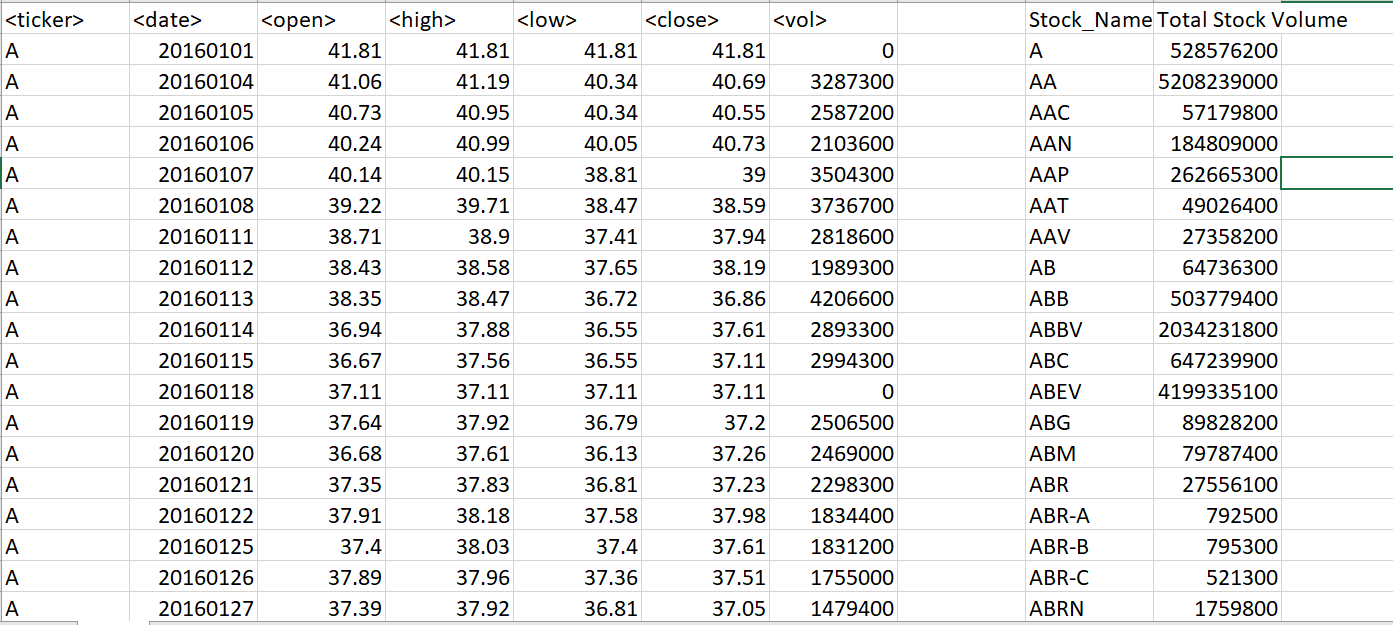 <ticker> <date> <open> <high> <low> <close> <vol> Stock_Name Total Stock Volume
A 20160101 41.81 41.81 41.81 41.81 0 A 528576200
A 20160104 41.06 41.19 40.34 40.69 3287300 AA 5208239000
A 20160105 40.73 40.95 40.34 40.55 2587200 AAC 57179800
A 20160106 40.24 40.99 40.05 40.73 2103600 AAN 184809000
A 20160107 40.14 40.15 38.81 39 3504300 AAP 262665300
A 20160108 39.22 39.71 38.47 38.59 3736700 AAT 49026400
A 20160111 38.71 38.9 37.41 37.94 2818600 AAV 27358200
A 20160112 38.43 38.58 37.65 38.19 1989300 AB 64736300
A 20160113 38.35 38.47 36.72 36.86 4206600 ABB 503779400
A 20160114 36.94 37.88 36.55 37.61 2893300 ABBV 2034231800
A 20160115 36.67 37.56 36.55 37.11 2994300 ABC 647239900
A 20160118 37.11 37.11 37.11 37.11 0 ABEV 4199335100
A 20160119 37.64 37.92 36.79 37.2 2506500 ABG 89828200
A 20160120 36.68 37.61 36.13 37.26 2469000 ABM 79787400
A 20160121 37.35 37.83 36.81 37.23 2298300 ABR 27556100
A 20160122 37.91 38.18 37.58 37.98 1834400 ABR-A 792500
A 20160125 37.4 38.03 37.4 37.61 1831200 ABR-B 795300
A 20160126 37.89 37.96 37.36 37.51 1755000 ABR-C 521300
A 20160127 37.39 37.92 36.81 37.05 1479400 ABRN 1759800